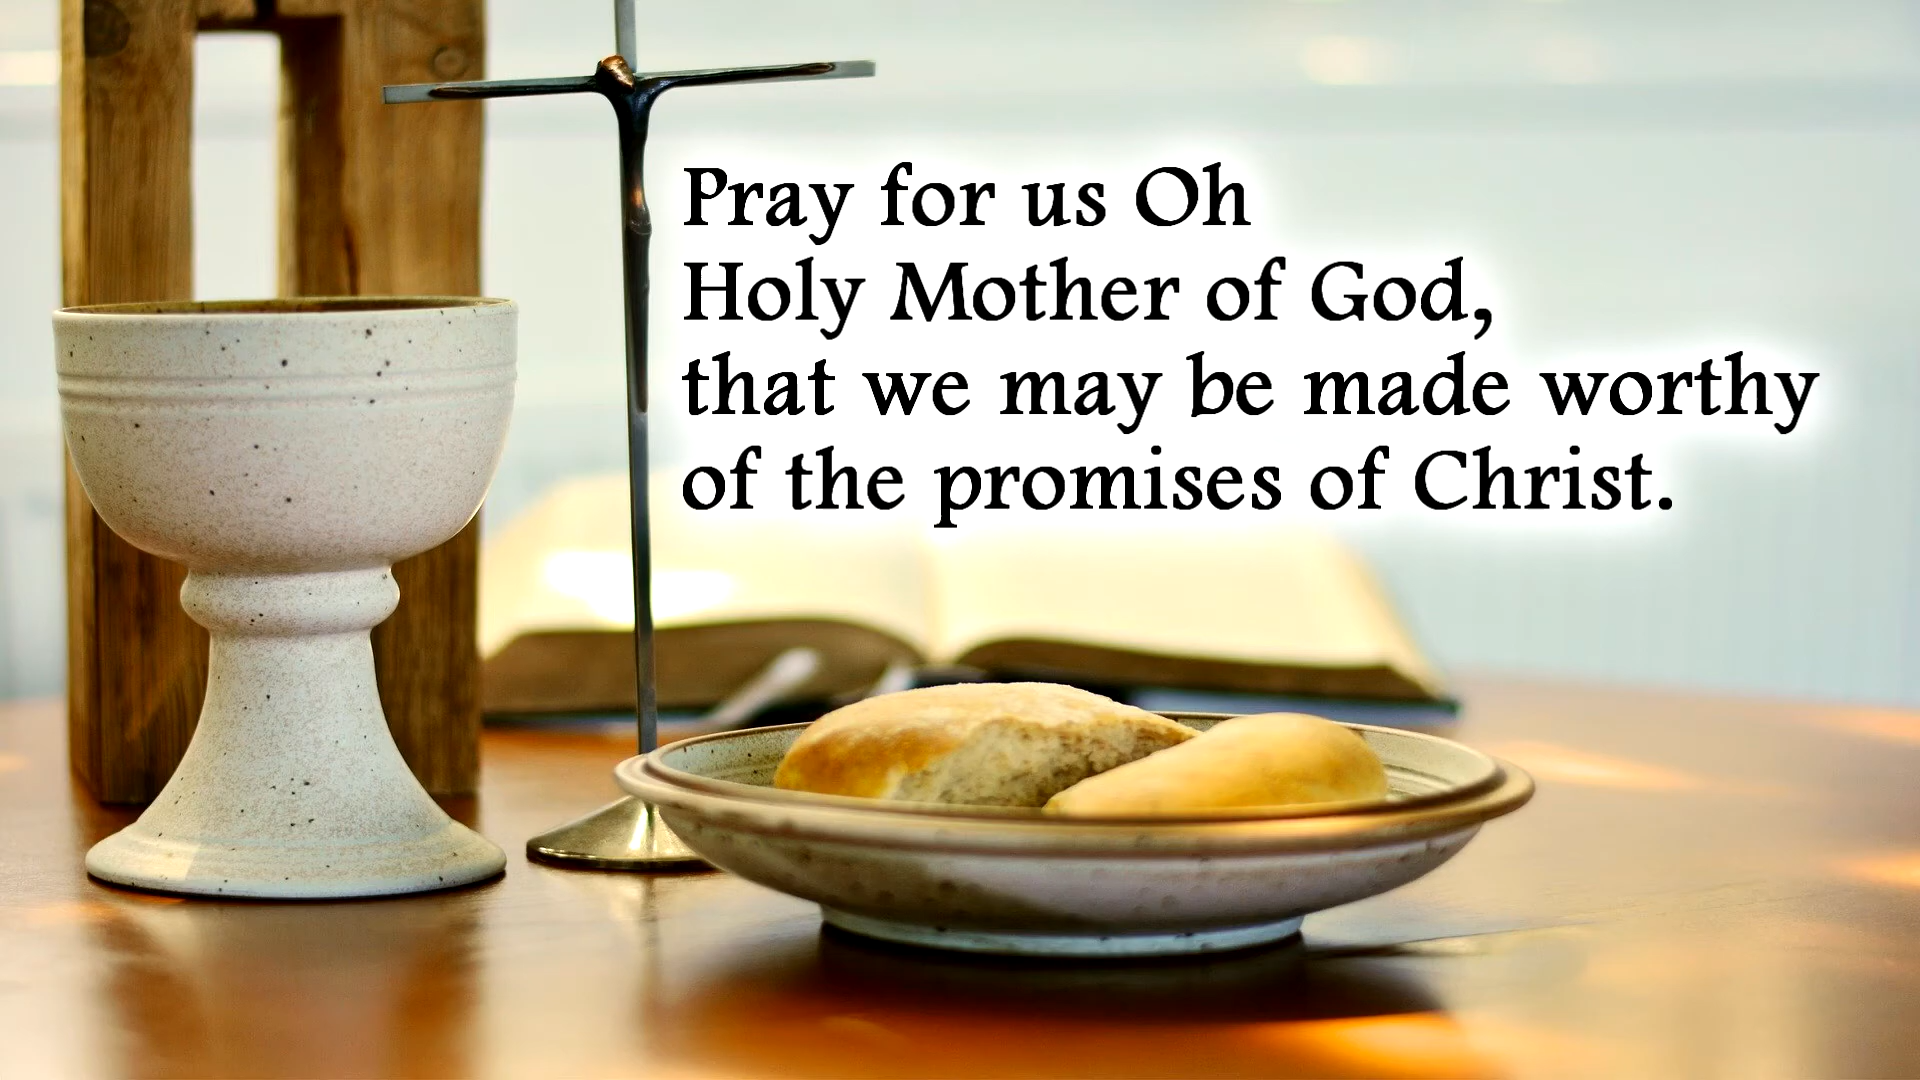 Pray for us Oh
Holy Mother of God,
that we may be made worthy
of the promises of Christ.